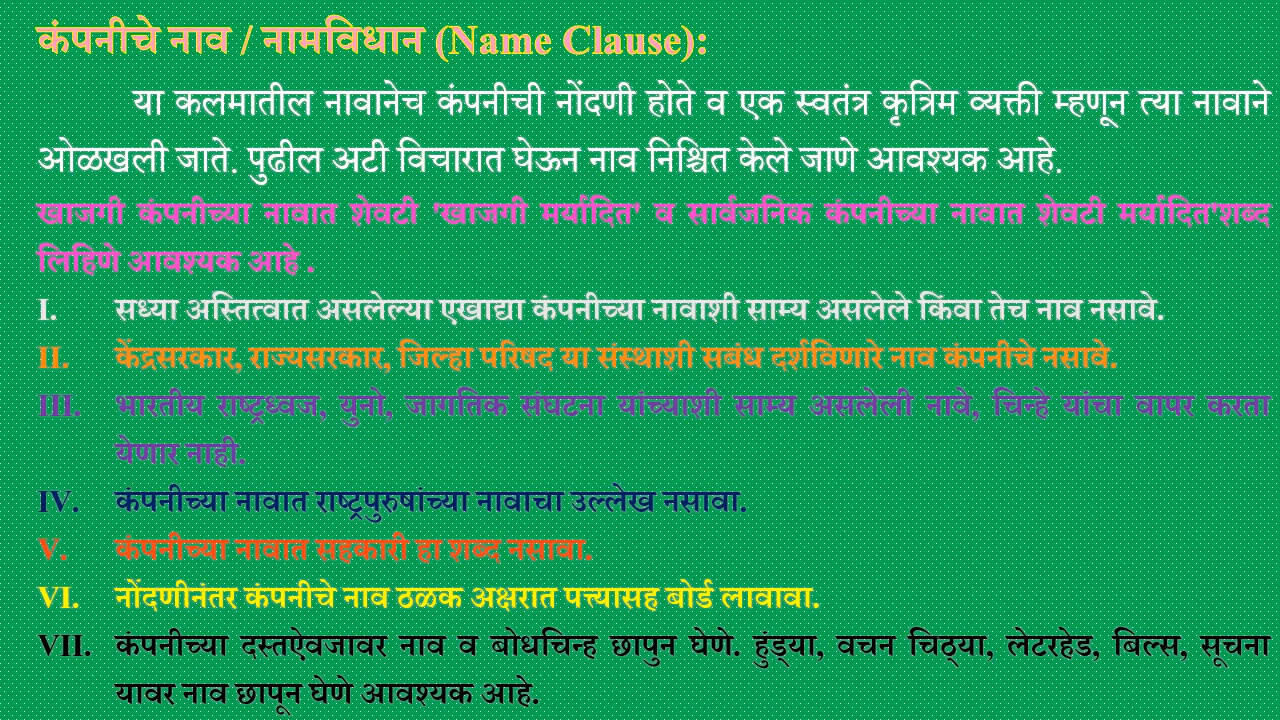 कंपनीचे नाव / नामविधान (Name Clause):
या कलमातील नावानेच कंपनीची नोंदणी होते व एक स्वतंत्र कृत्रिम व्यक्ती म्हणून त्या नावाने
ओळखली जाते. पुढील अटी विचारात घेऊन नाव निश्चित केले जाणे आवश्यक आहे.
खाजगी कंपनीच्या नावात शेवटी 'खाजगी मर्यादित' व सार्वजनिक कंपनीच्या नावात शेवटी मर्यादित'शब्द
लिहिणे आवश्यक आहे .
I. सध्या अस्तित्वात असलेल्या एखाद्या कंपनीच्या नावाशी साम्य असलेले किंवा तेच नाव नसावे.
II. केंद्रसरकार, राज्यसरकार, जिल्हा परिषद या संस्थाशी सबंध दर्शविणारे नाव कंपनीचे नसावे.
III. भारतीय राष्ट्रध्वज, युनो, जागतिक संघटना यांच्याशी साम्य असलेली नावे, चिन्हे यांचा वापर करता
येणार नाही.
IV. कंपनीच्या नावात राष्ट्रपुरुषांच्या नावाचा उल्लेख नसावा.
V. कंपनीच्या नावात सहकारी हा शब्द नसावा.
VI. नोंदणीनंतर कंपनीचे नाव ठळक अक्षरात पत्त्यासह बोर्ड लावावा.
VII. कंपनीच्या दस्तऐवजावर नाव व बोधचिन्ह छापुन घेणे. हुंड्या, वचन चिठ्या, लेटरहेड, बिल्स, सूचना
यावर नाव छापून घेणे आवश्यक आहे.